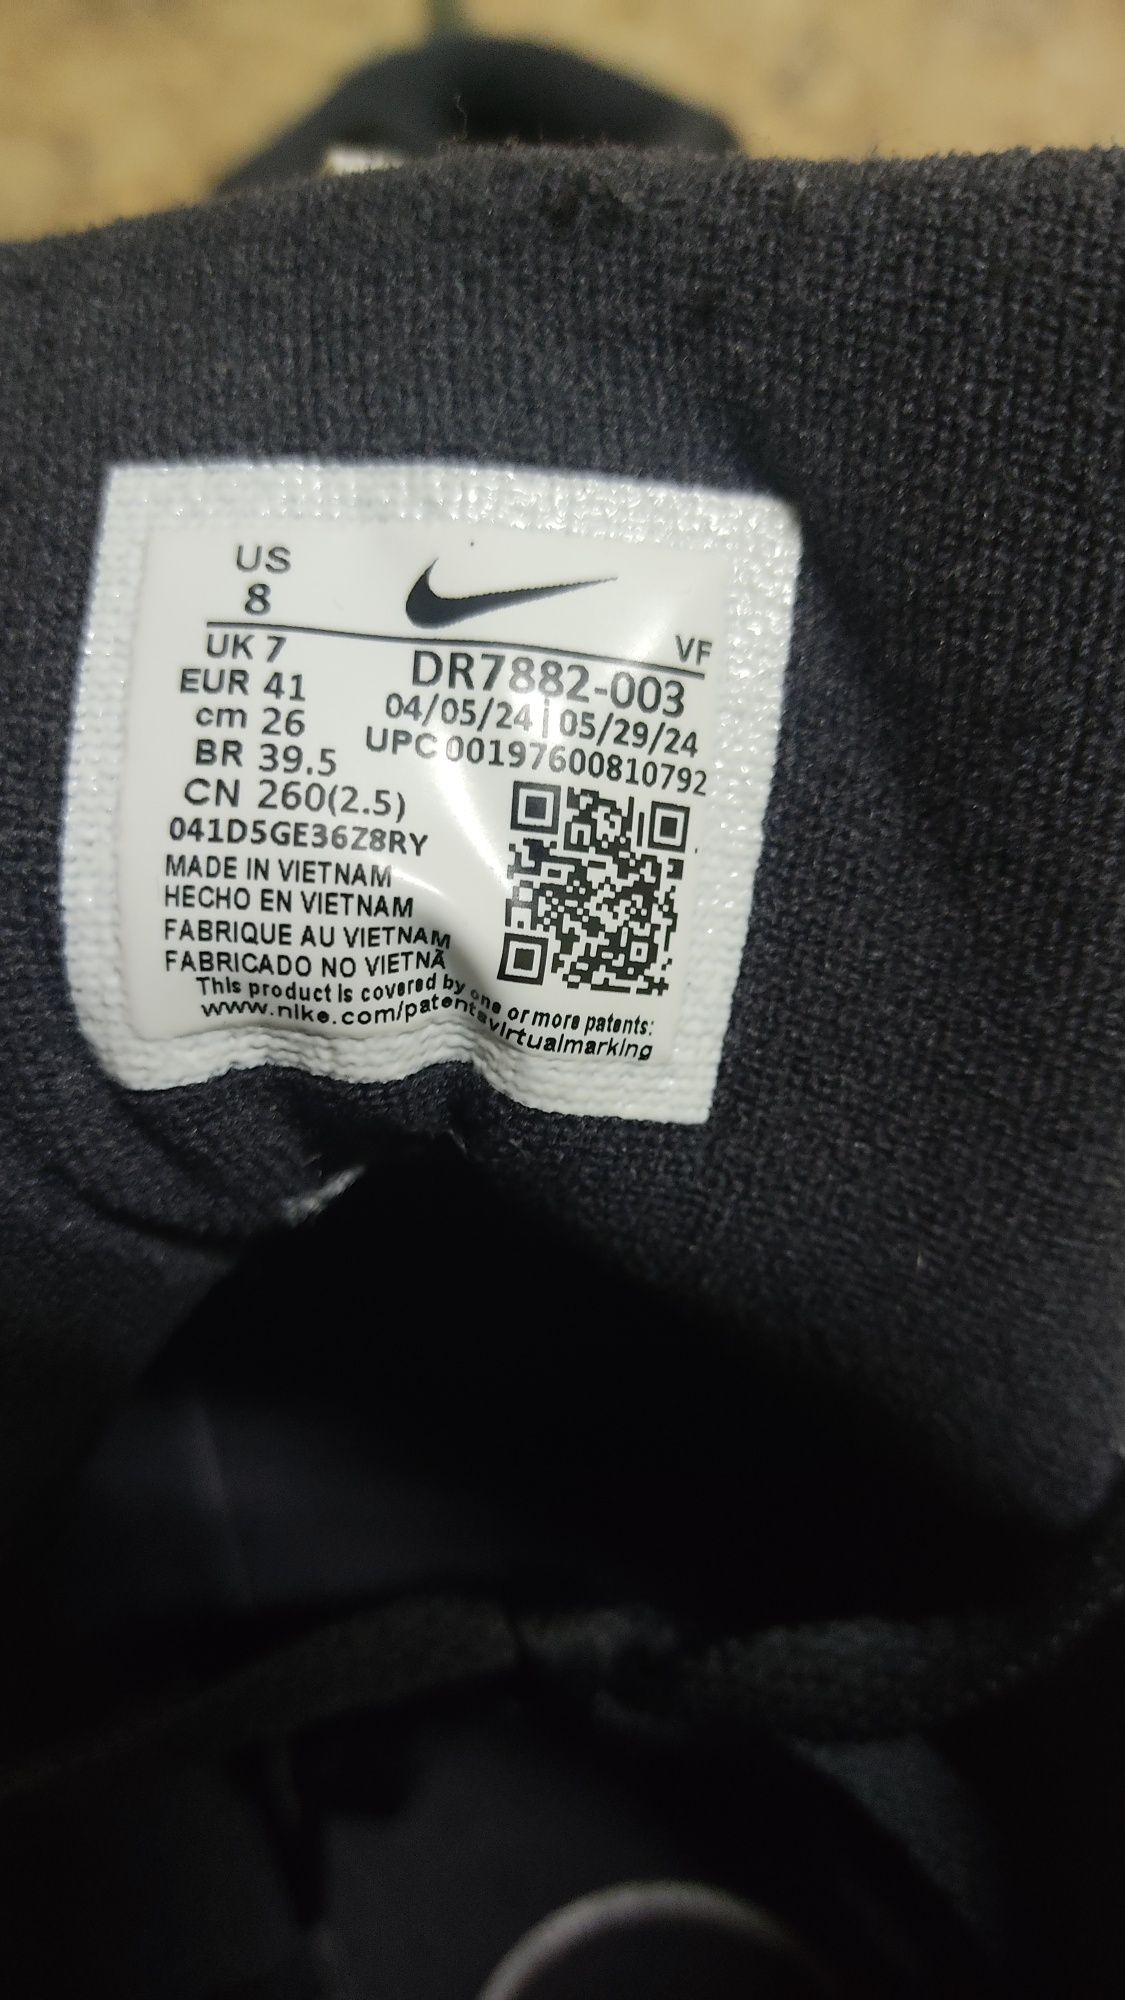 US
8
VF
UK 7
DR7882-003
EUR 41
04/05/24 | 05/29/24
cm 26
UPC 00197600810792
BR 39.5
CN 260(2.5)
041D5GE36Z8RY
MADE IN VIETNAM
HECHO EN VIETNAM
FABRIQUE AU VIETNAM
FABRICADO NO VIETNÃ
This product is covered by one or more patents:
www.nike.com/patentsvirtualmarking